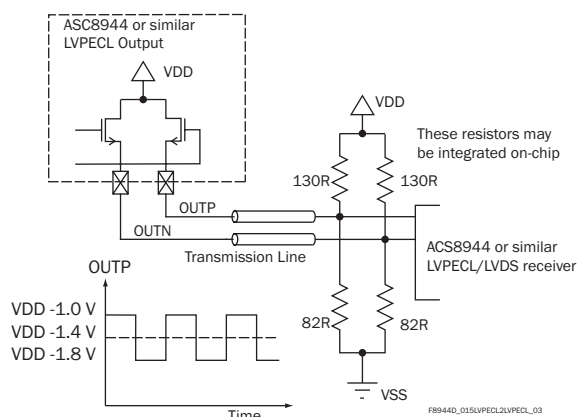 ASC8944 or similar
LVPECL Output
VDD
VDD
These resistors may
be integrated on-chip
130R
130R
OUTP
OUTN
Transmission Line
ACS8944 or similar
LVPECL/LVDS receiver
OUTP
VDD -1.0 V
VDD -1.4 V
VDD -1.8 V
82R
82R
VSS
Time
F8944D_015LVPECL2LVPECL_03